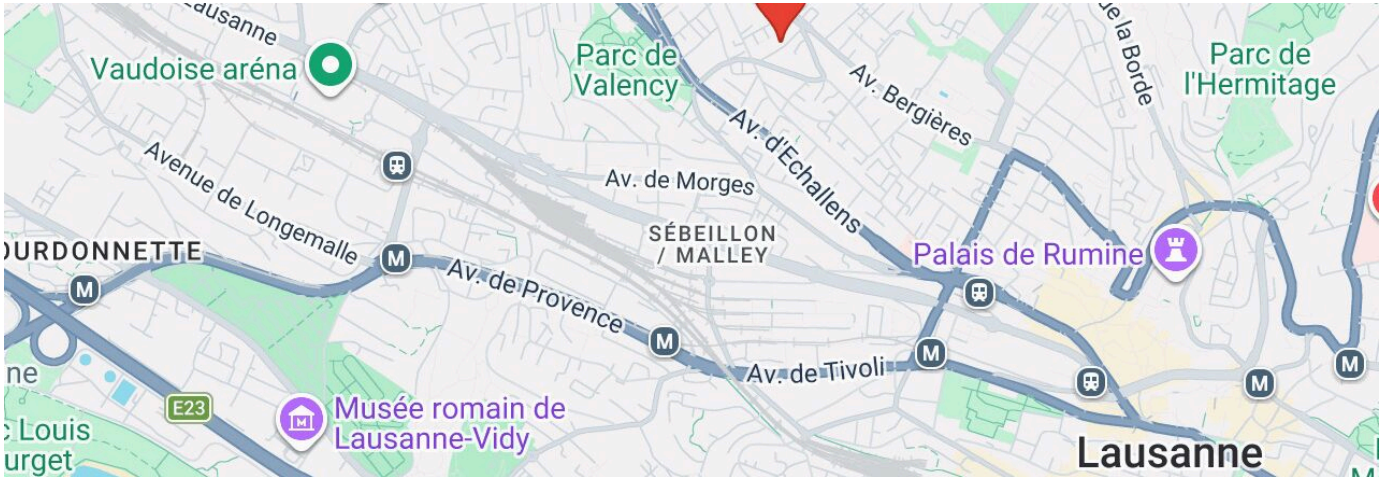 Lausanne
Vaudoise aréna
Parc de
Valency
Av. Bergières
de la Borde
Parc de
l'Hermitage
Av. d'Echallens
Avenue de Longemalle
Av. de Morges
SÉBEILLON
/ MALLEY
OURDONNETTE
M
M
Av. de Provence
Palais de Rumine
M
Av. de Tivoli
M
M
M
ne
E23
Musée romain de
Lausanne-Vidy
Louis
urget
Lausanne
M